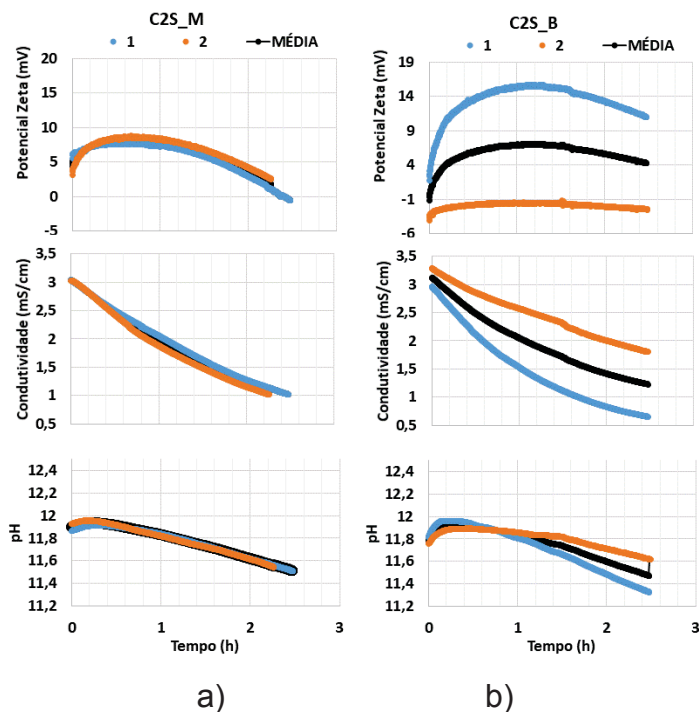 C2S_M
1 2 MÉDIA
Potencial Zeta (mV)
20
15
10
5
0
-5
0 1 2 3
Condutividade (mS/cm)
3,5
3
2,5
2
1,5
1
0,5
pH
12,4
12,2
12
11,8
11,6
11,4
11,2
0 1 2 3
Tempo (h)
a)
C2S_B
1 2 MÉDIA
Potencial Zeta (mV)
19
14
9
4
-1
-6
Condutividade (mS/cm)
3,5
3
2,5
2
1,5
1
0,5
pH
12,4
12,2
12
11,8
11,6
11,4
11,2
0 1 2 3
Tempo (h)
b)